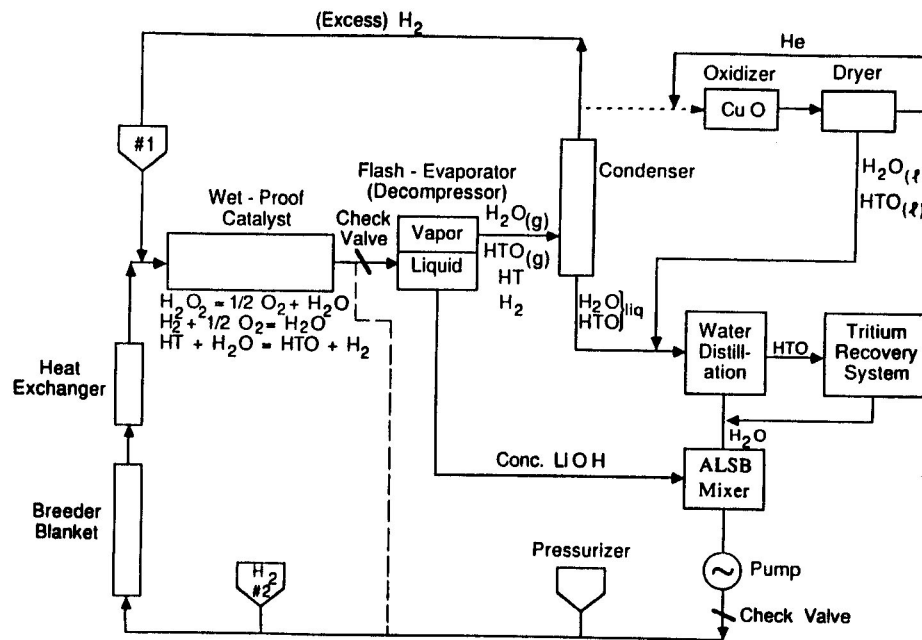 (Excess) H2
He
Oxidizer
Dryer
#1
CuO
Flash - Evaporator
(Decompressor)
Condenser
H2O(ℓ)
HTO(ℓ)
Wet - Proof
Catalyst
Check
Valve
Vapor
Liquid
H2O(g)
HTO(g)
HT
H2
H2O2 = 1/2 O2 + H2O
H2 + 1/2 O2 = H2O
HT + H2O = HTO + H2
H2O
HTO
}liq
Water
Distill-
ation
HTO
Tritium
Recovery
System
Heat
Exchanger
H2O
Conc. LIOH
ALSB
Mixer
Breeder
Blanket
H2
#2
Pressurizer
Pump
Check Valve